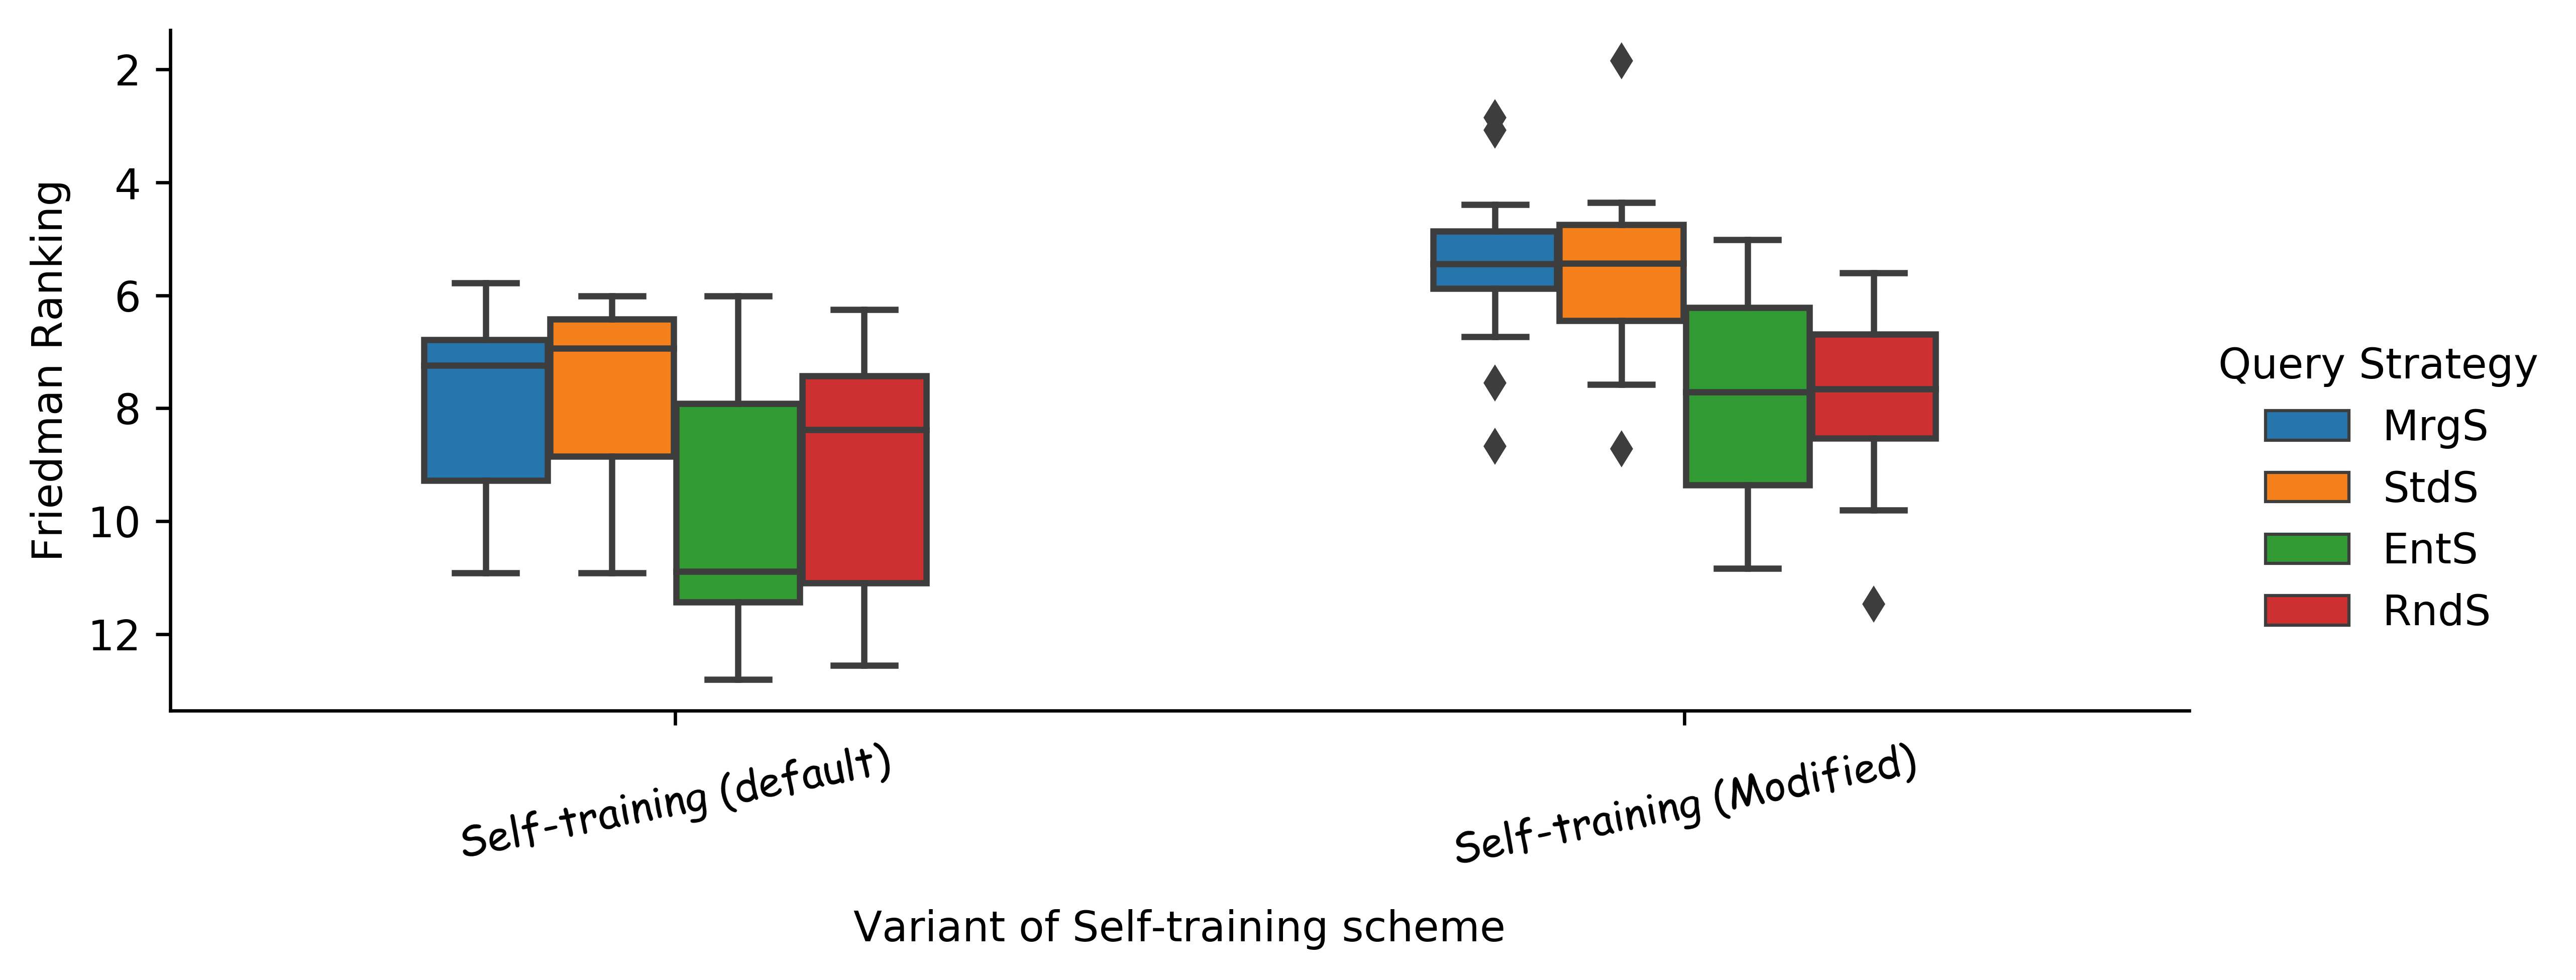 Friedman Ranking
2
4
6
8
10
12
Self-training (default)
Self-training (Modified)
Variant of Self-training scheme
Query Strategy
MrgS
StdS
EntS
RndS